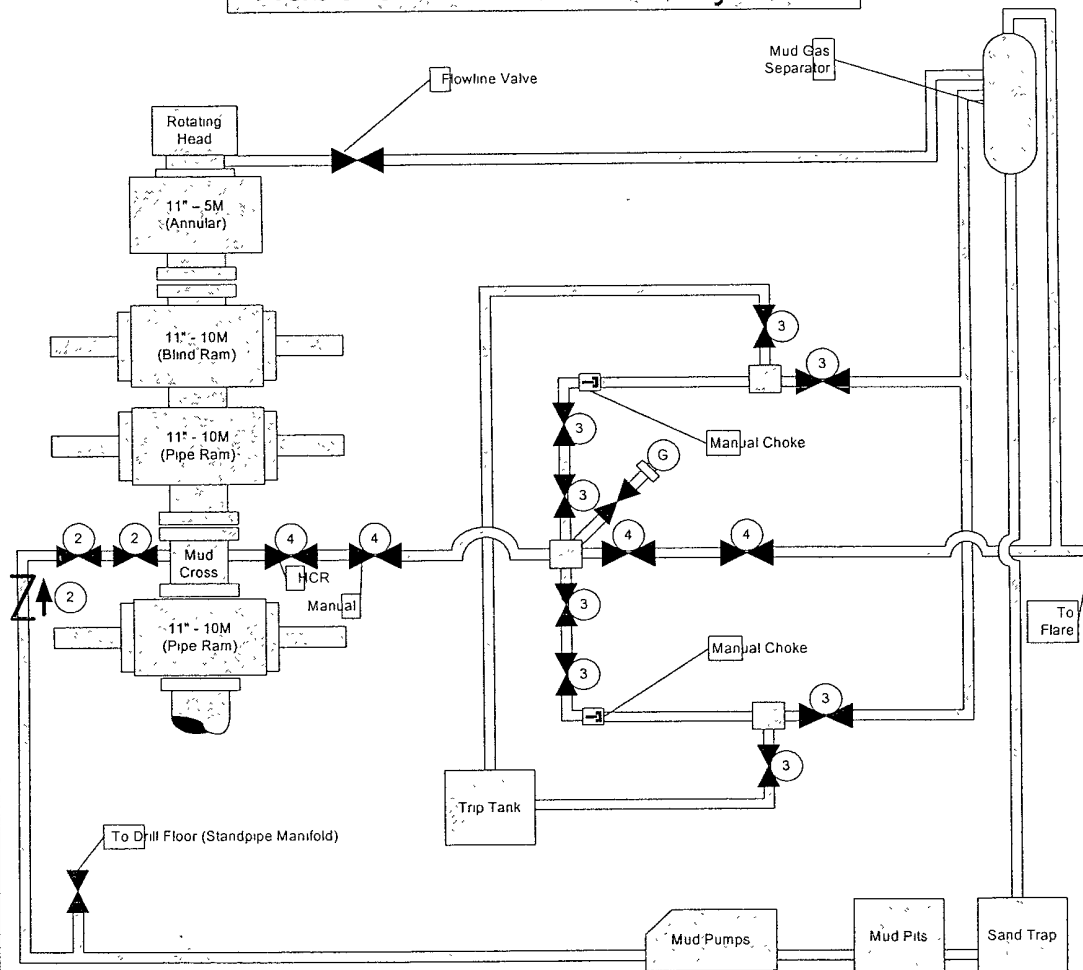 Flowline Valve
Mud Gas
Separator
Rotating
Head
11" – 5M
(Annular)
11" - 10M
(Blind Ram)
3
3
11" - 10M
(Pipe Ram)
3
Manual Choke
G
3
2
2
Mud
Cross
4
HCR
4
Manual
4
4
2
3
To
Flare
11" - 10M
(Pipe Ram)
3
Manual Choke
3
3
Trip Tank
To Drill Floor (Standpipe Manifold)
Mud Pumps
Mud Pits
Sand Trap